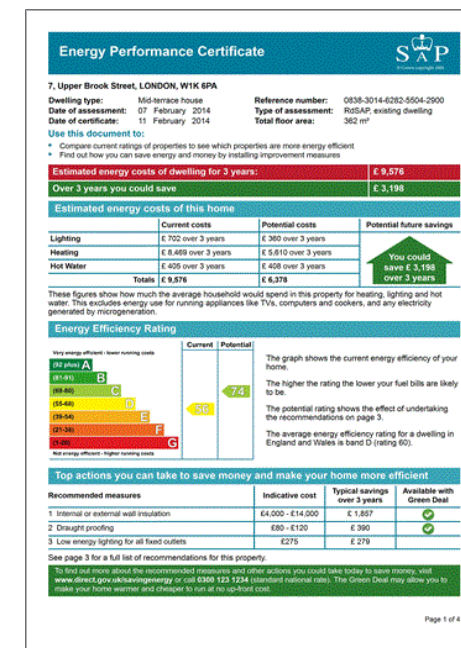 Energy Performance Certificate
SAP
7, Upper Brook Street, LONDON, W1K 6PA
Dwelling type: Mid-terrace house Reference number: 0838-3014-6282-5504-2900
Date of assessment: 07 February 2014 Type of assessment: RdSAP, existing dwelling
Date of certificate: 11 February 2014 Total floor area: 362 m²
Use this document to:
• Compare current ratings of properties to see which properties are more energy efficient
• Find out how you can save energy and money by installing improvement measures
Estimated energy costs of dwelling for 3 years: £ 9,576
Over 3 years you could save £ 3,198
Estimated energy costs of this home
Current costs Potential costs Potential future savings
Lighting £ 702 over 3 years £ 360 over 3 years
Heating £ 8,469 over 3 years £ 5,610 over 3 years
Hot Water £ 405 over 3 years £ 408 over 3 years
Totals £ 9,576 £ 6,378
You could
save £ 3,198
over 3 years
These figures show how much the average household would spend in this property for heating, lighting and hot
water. This excludes energy use for running appliances like TVs, computers and cookers, and any electricity
generated by microgeneration.
Energy Efficiency Rating
Current Potential
Very energy efficient - lower running costs
(92 plus) A
(81-91) B
(69-80) C
(55-68) D
(39-54) E
(21-38) F
(1-20) G
Not energy efficient - higher running costs
56
74
The graph shows the current energy efficiency of your
home.
The higher the rating the lower your fuel bills are likely
to be.
The potential rating shows the effect of undertaking
the recommendations on page 3.
The average energy efficiency rating for a dwelling in
England and Wales is band D (rating 60).
Top actions you can take to save money and make your home more efficient
Recommended measures Indicative cost Typical savings over 3 years Available with Green Deal
1 Internal or external wall insulation £4,000 - £14,000 £ 1,857
2 Draught proofing £80 - £120 £ 390
3 Low energy lighting for all fixed outlets £275 £ 279
See page 3 for a full list of recommendations for this property.
To find out more about the recommended measures and other actions you could take today to save money, visit
www.direct.gov.uk/savingenergy or call 0300 123 1234 (standard national rate). The Green Deal may allow you to
make your home warmer and cheaper to run at no up-front cost.
Page 1 of 4